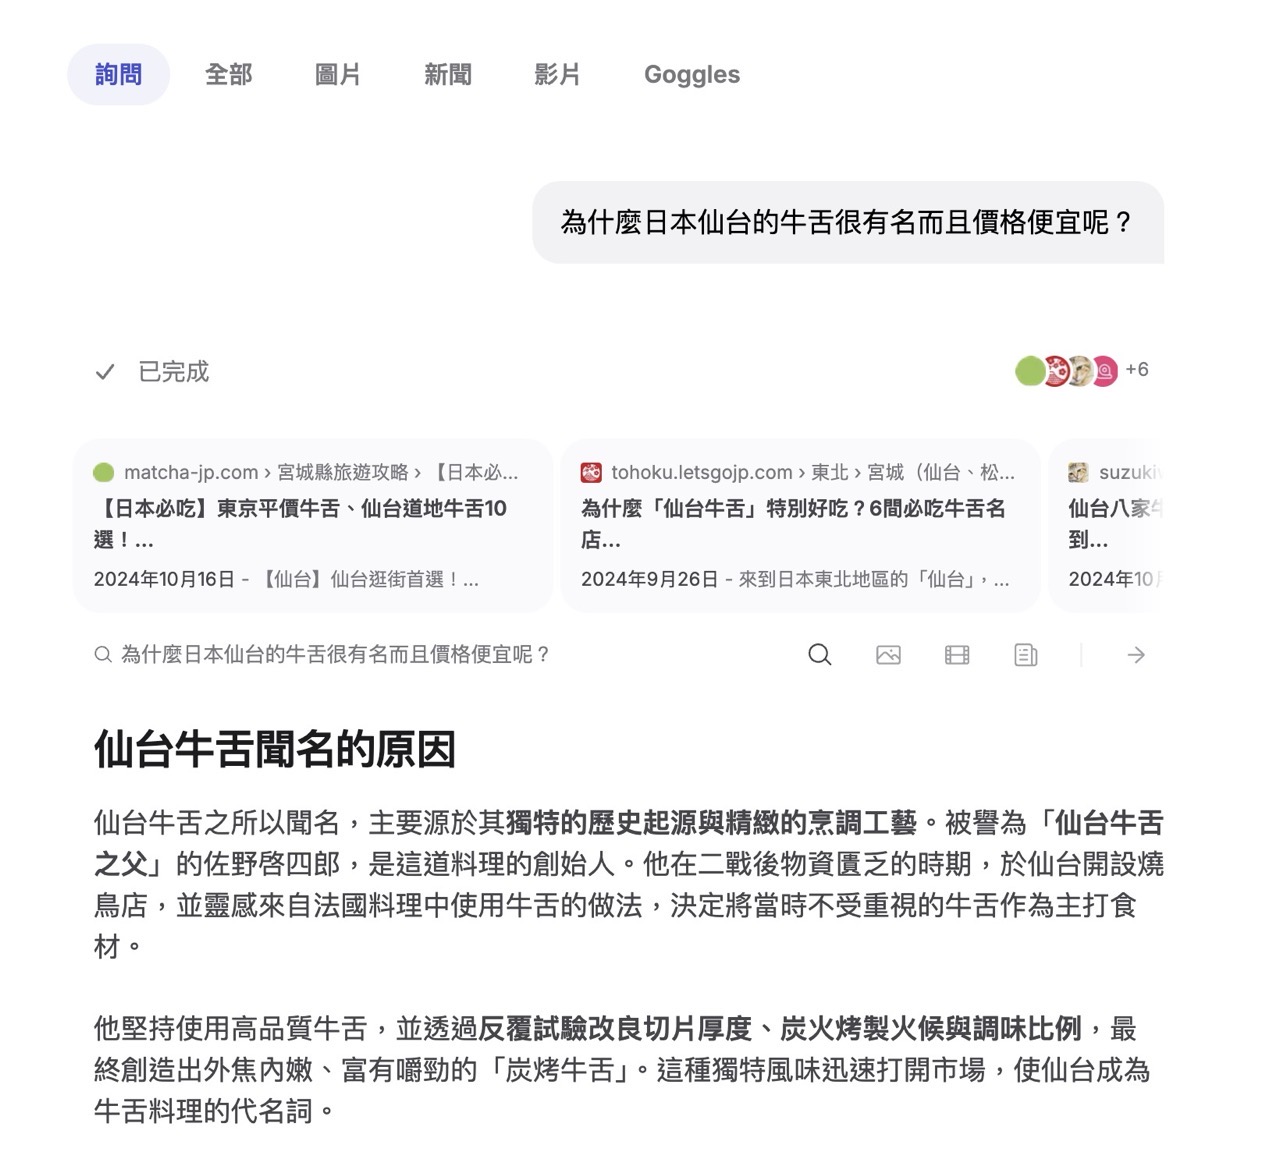 詢問 全部 圖片 新聞 影片 Goggles
為什麼日本仙台的牛舌很有名而且價格便宜呢？
已完成 +6
matcha-jp.com › 宮城縣旅遊攻略 › 【日本必...
【日本必吃】東京平價牛舌、仙台道地牛舌10
選！...
2024年10月16日 - 【仙台】仙台逛街首選！...
tohoku.letsgojp.com › 東北 › 宮城（仙台、松...
為什麼「仙台牛舌」特別好吃？6間必吃牛舌名
店...
2024年9月26日 - 來到日本東北地區的「仙台」，...
suzuki
仙台八家牛
到...
2024年10月
為什麼日本仙台的牛舌很有名而且價格便宜呢？
仙台牛舌聞名的原因
仙台牛舌之所以聞名，主要源於其獨特的歷史起源與精緻的烹調工藝。被譽為「仙台牛舌
之父」的佐野啓四郎，是這道料理的創始人。他在二戰後物資匱乏的時期，於仙台開設燒
鳥店，並靈感來自法國料理中使用牛舌的做法，決定將當時不受重視的牛舌作為主打食
材。
他堅持使用高品質牛舌，並透過反覆試驗改良切片厚度、炭火烤製火候與調味比例，最
終創造出外焦內嫩、富有嚼勁的「炭烤牛舌」。這種獨特風味迅速打開市場，使仙台成為
牛舌料理的代名詞。